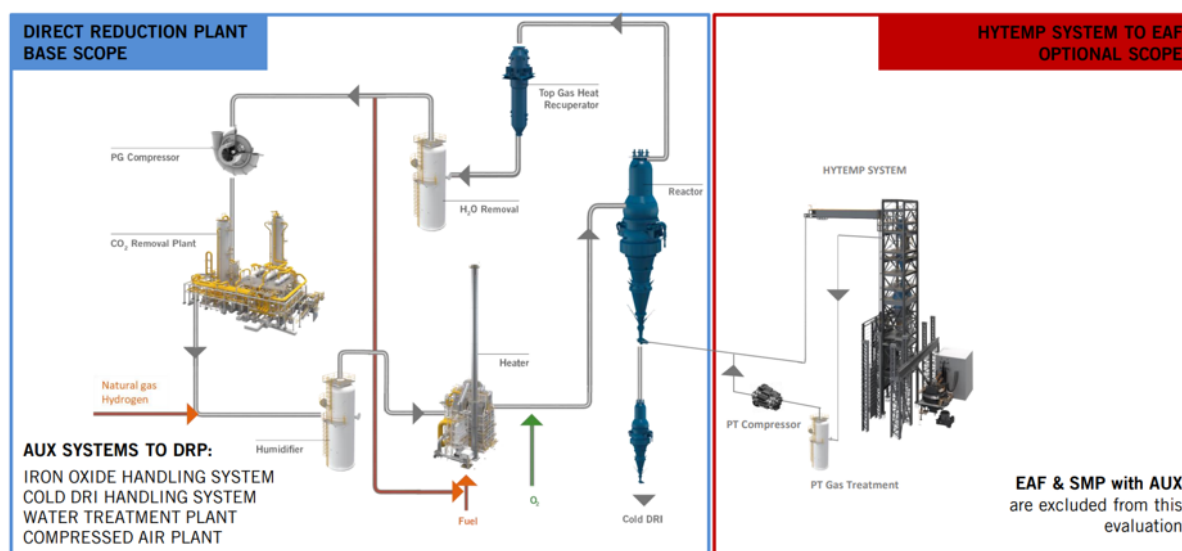 DIRECT REDUCTION PLANT
BASE SCOPE
HYTEMP SYSTEM TO EAF
OPTIONAL SCOPE
Top Gas Heat
Recuperator
PG Compressor
H₂O Removal
Reactor
HYTEMP SYSTEM
CO₂ Removal Plant
Heater
Natural gas
Hydrogen
Humidifier
PT Compressor
PT Gas Treatment
O₂
Fuel
Cold DRI
AUX SYSTEMS TO DRP:
IRON OXIDE HANDLING SYSTEM
COLD DRI HANDLING SYSTEM
WATER TREATMENT PLANT
COMPRESSED AIR PLANT
EAF & SMP with AUX
are excluded from this
evaluation